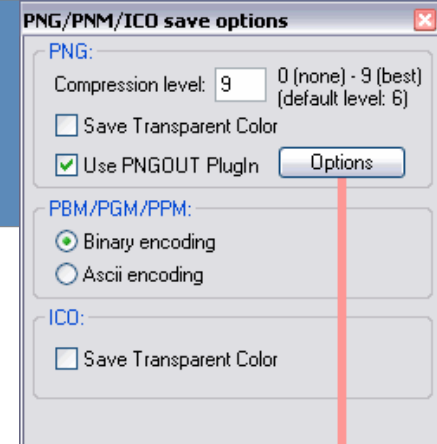 PNG/PNM/ICO save options
PNG:
Compression level: 9 0 (none) - 9 (best)
(default level: 6)
Save Transparent Color
Use PNGOUT PlugIn Options
PBM/PGM/PPM:
Binary encoding
Ascii encoding
ICO:
Save Transparent Color